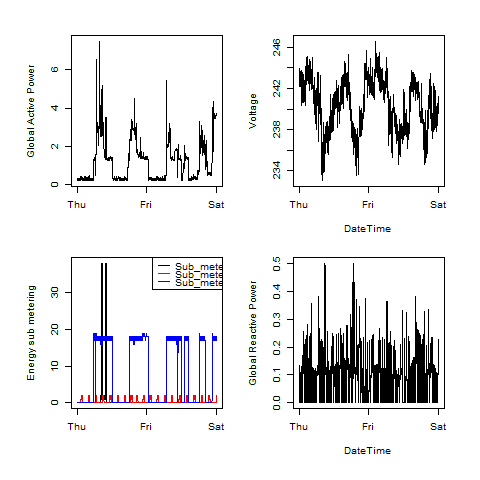 Global Active Power
0 2 4 6
Thu Fri Sat
Voltage
234 238 242 246
Thu Fri Sat
DateTime
Energy sub metering
0 10 20 30
Thu Fri Sat
Sub_mete
Sub_mete
Sub_mete
Global Reactive Power
0.0 0.1 0.2 0.3 0.4 0.5
Thu Fri Sat
DateTime